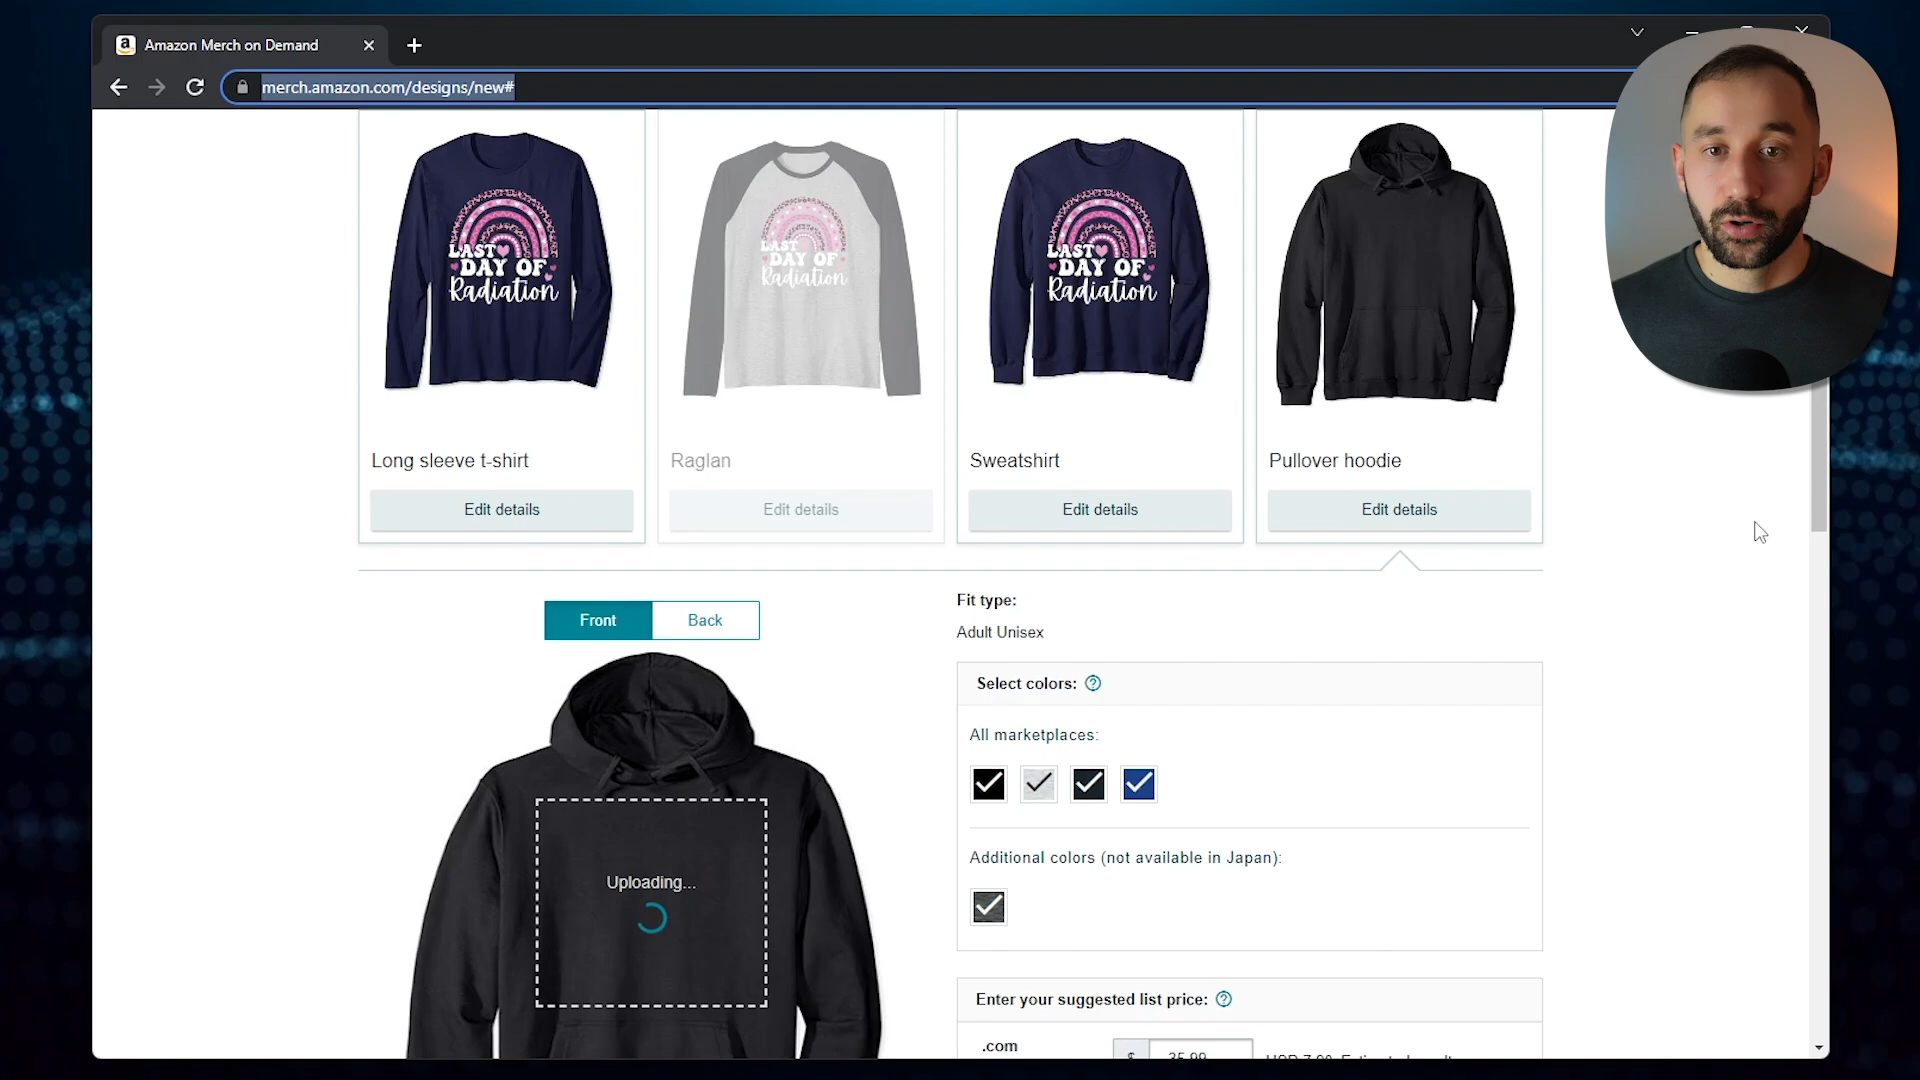 Amazon Merch on Demand
merch.amazon.com/designs/new#
LAST
DAY OF
Radiation
LAST
DAY OF
Radiation
LAST
DAY OF
Radiation
Long sleeve t-shirt
Raglan
Sweatshirt
Pullover hoodie
Edit details
Edit details
Edit details
Edit details
Front
Back
Fit type:
Adult Unisex
Select colors:
All marketplaces:
Additional colors (not available in Japan):
Uploading...
Enter your suggested list price:
.com
$
35.99